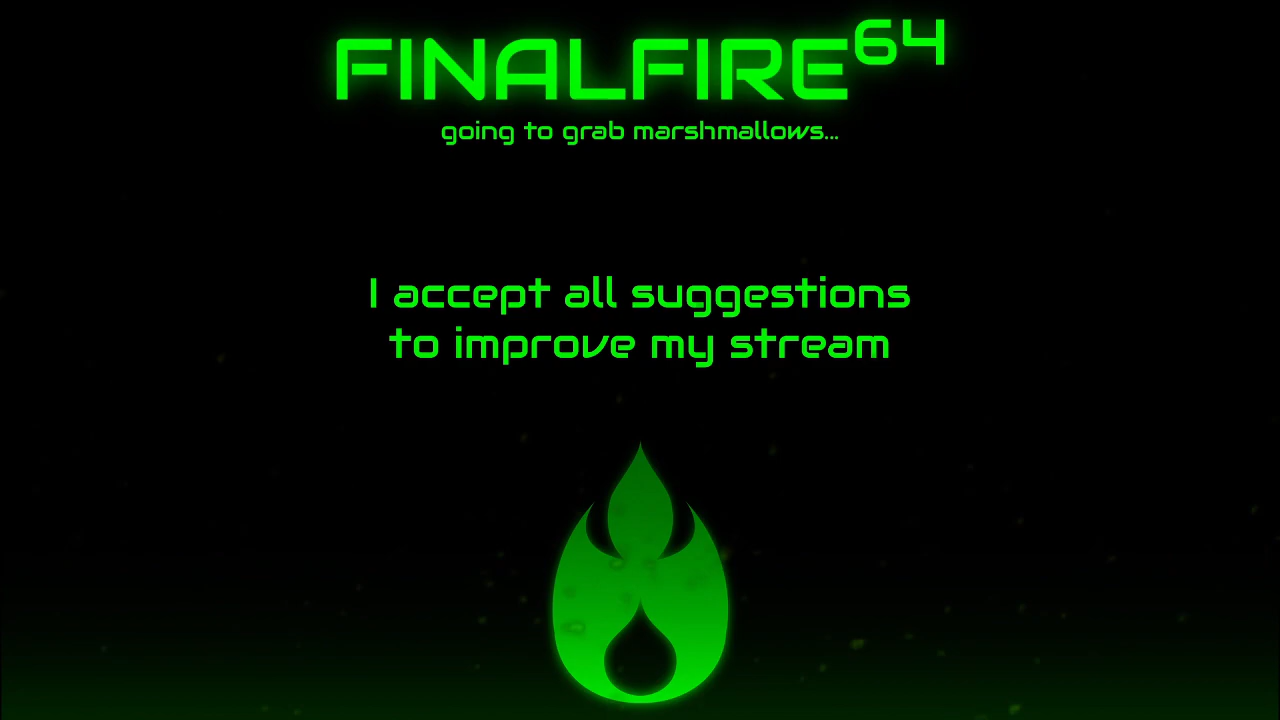 FINALFIRE⁶⁴
going to grab marshmallows...
I accept all suggestions
to improve my stream